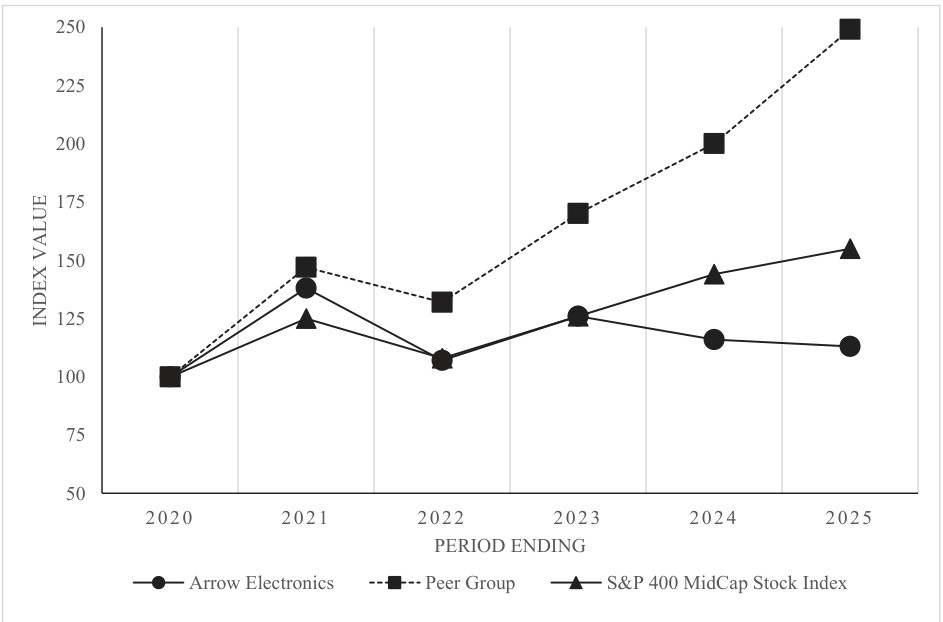 250
225
200
175
150
125
100
75
50
INDEX VALUE
2020 2021 2022 2023 2024 2025
PERIOD ENDING
Arrow Electronics Peer Group S&P 400 MidCap Stock Index